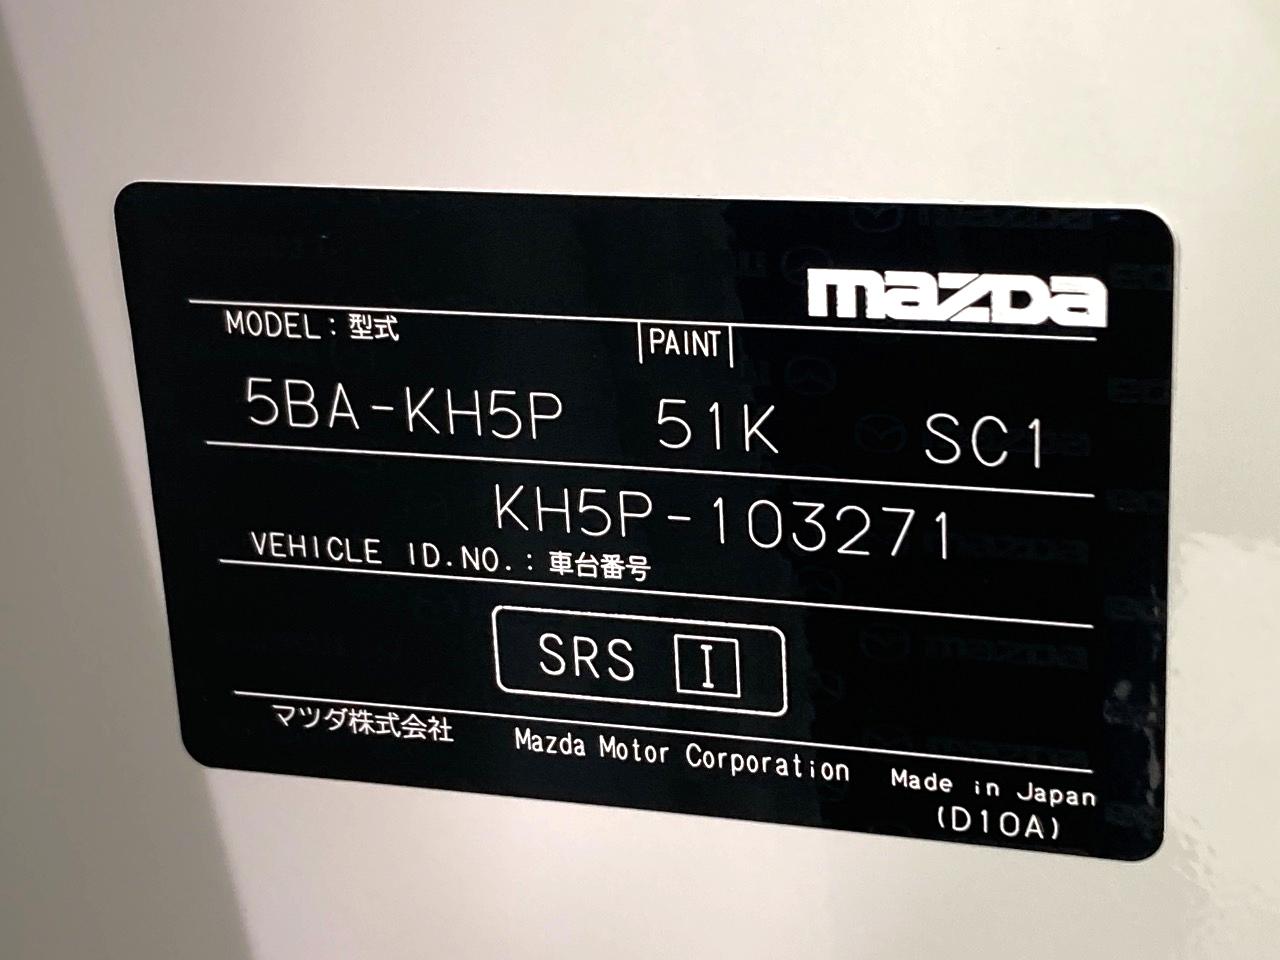 mazda
MODEL:型式 PAINT
5BA-KH5P 51K SC1
KH5P-103271
VEHICLE ID.NO.:車台番号
SRS I
マツダ株式会社 Mazda Motor Corporation Made in Japan
(D10A)